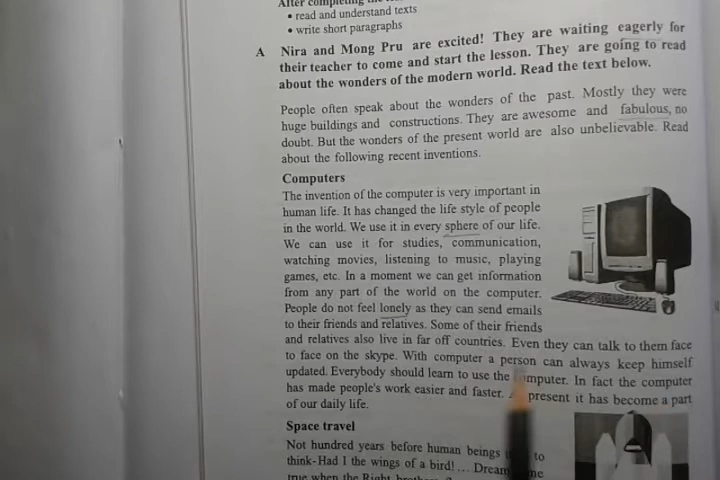 After completing the
• read and understand texts
• write short paragraphs
A Nira and Mong Pru are excited! They are waiting eagerly for
their teacher to come and start the lesson. They are going to read
about the wonders of the modern world. Read the text below.
People often speak about the wonders of the past. Mostly they were
huge buildings and constructions. They are awesome and fabulous, no
doubt. But the wonders of the present world are also unbelievable. Read
about the following recent inventions.
Computers
The invention of the computer is very important in
human life. It has changed the life style of people
in the world. We use it in every sphere of our life.
We can use it for studies, communication,
watching movies, listening to music, playing
games, etc. In a moment we can get information
from any part of the world on the computer.
People do not feel lonely as they can send emails
to their friends and relatives. Some of their friends
and relatives also live in far off countries. Even they can talk to them face
to face on the skype. With computer a person can always keep himself
updated. Everybody should learn to use the computer. In fact the computer
has made people's work easier and faster. present it has become a part
of our daily life.
Space travel
Not hundred years before human beings to
think-Had I the wings of a bird! ... Dream
true when the Right brothers